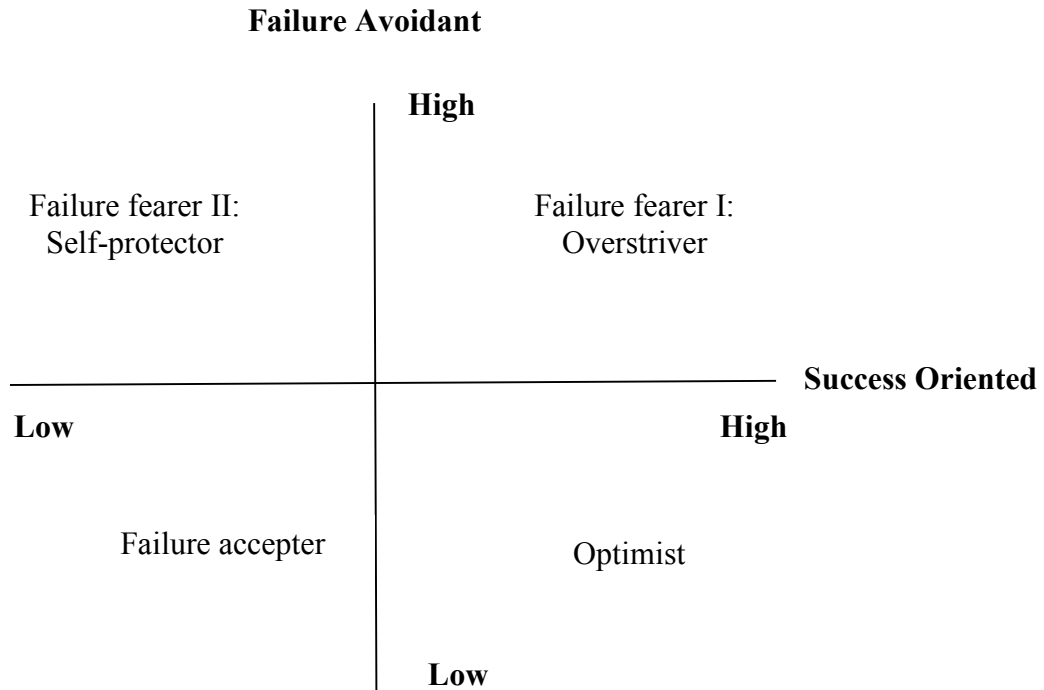 Failure Avoidant
High
Failure fearer II:
Self-protector
Failure fearer I:
Overstriver
Success Oriented
Low
High
Failure accepter
Optimist
Low